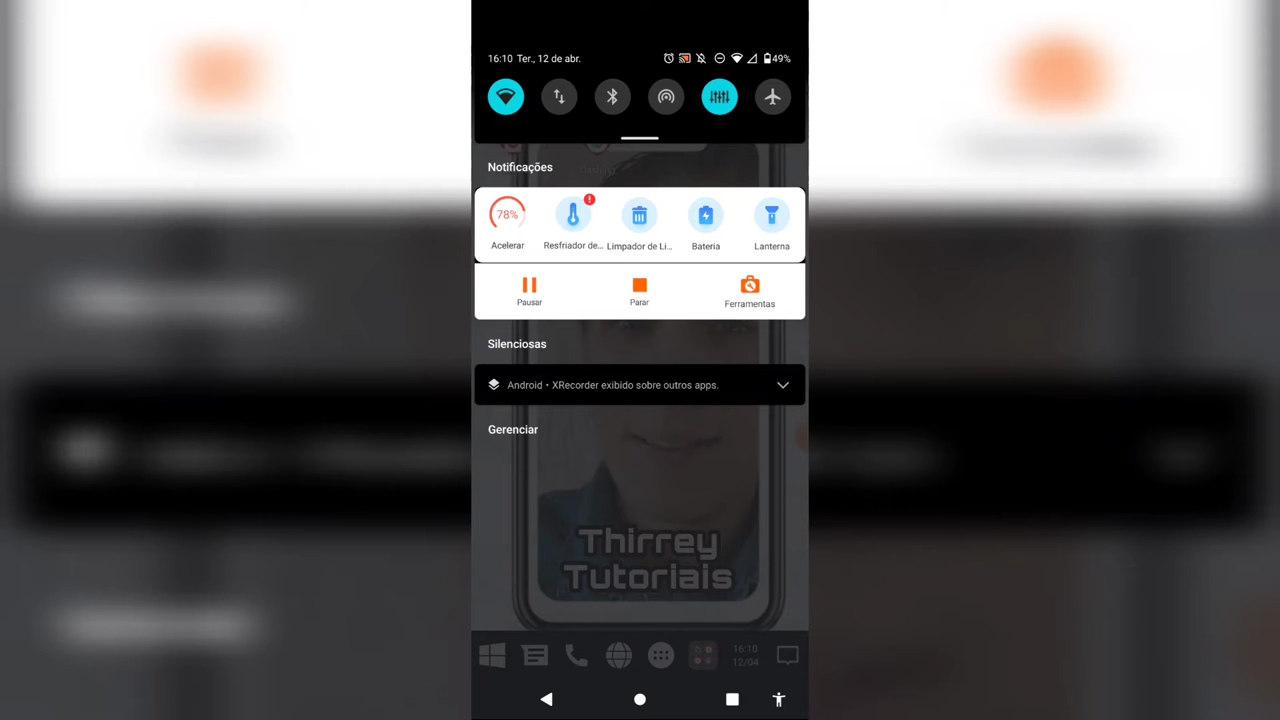 16:10 Ter., 12 de abr. 49%
Notificações
78%
Acelerar Resfriador de... Limpador de Li... Bateria Lanterna
Pausar Parar Ferramentas
Silenciosas
Android • XRecorder exibido sobre outros apps.
Gerenciar
Thirrey
Tutoriais
16:10
12/04